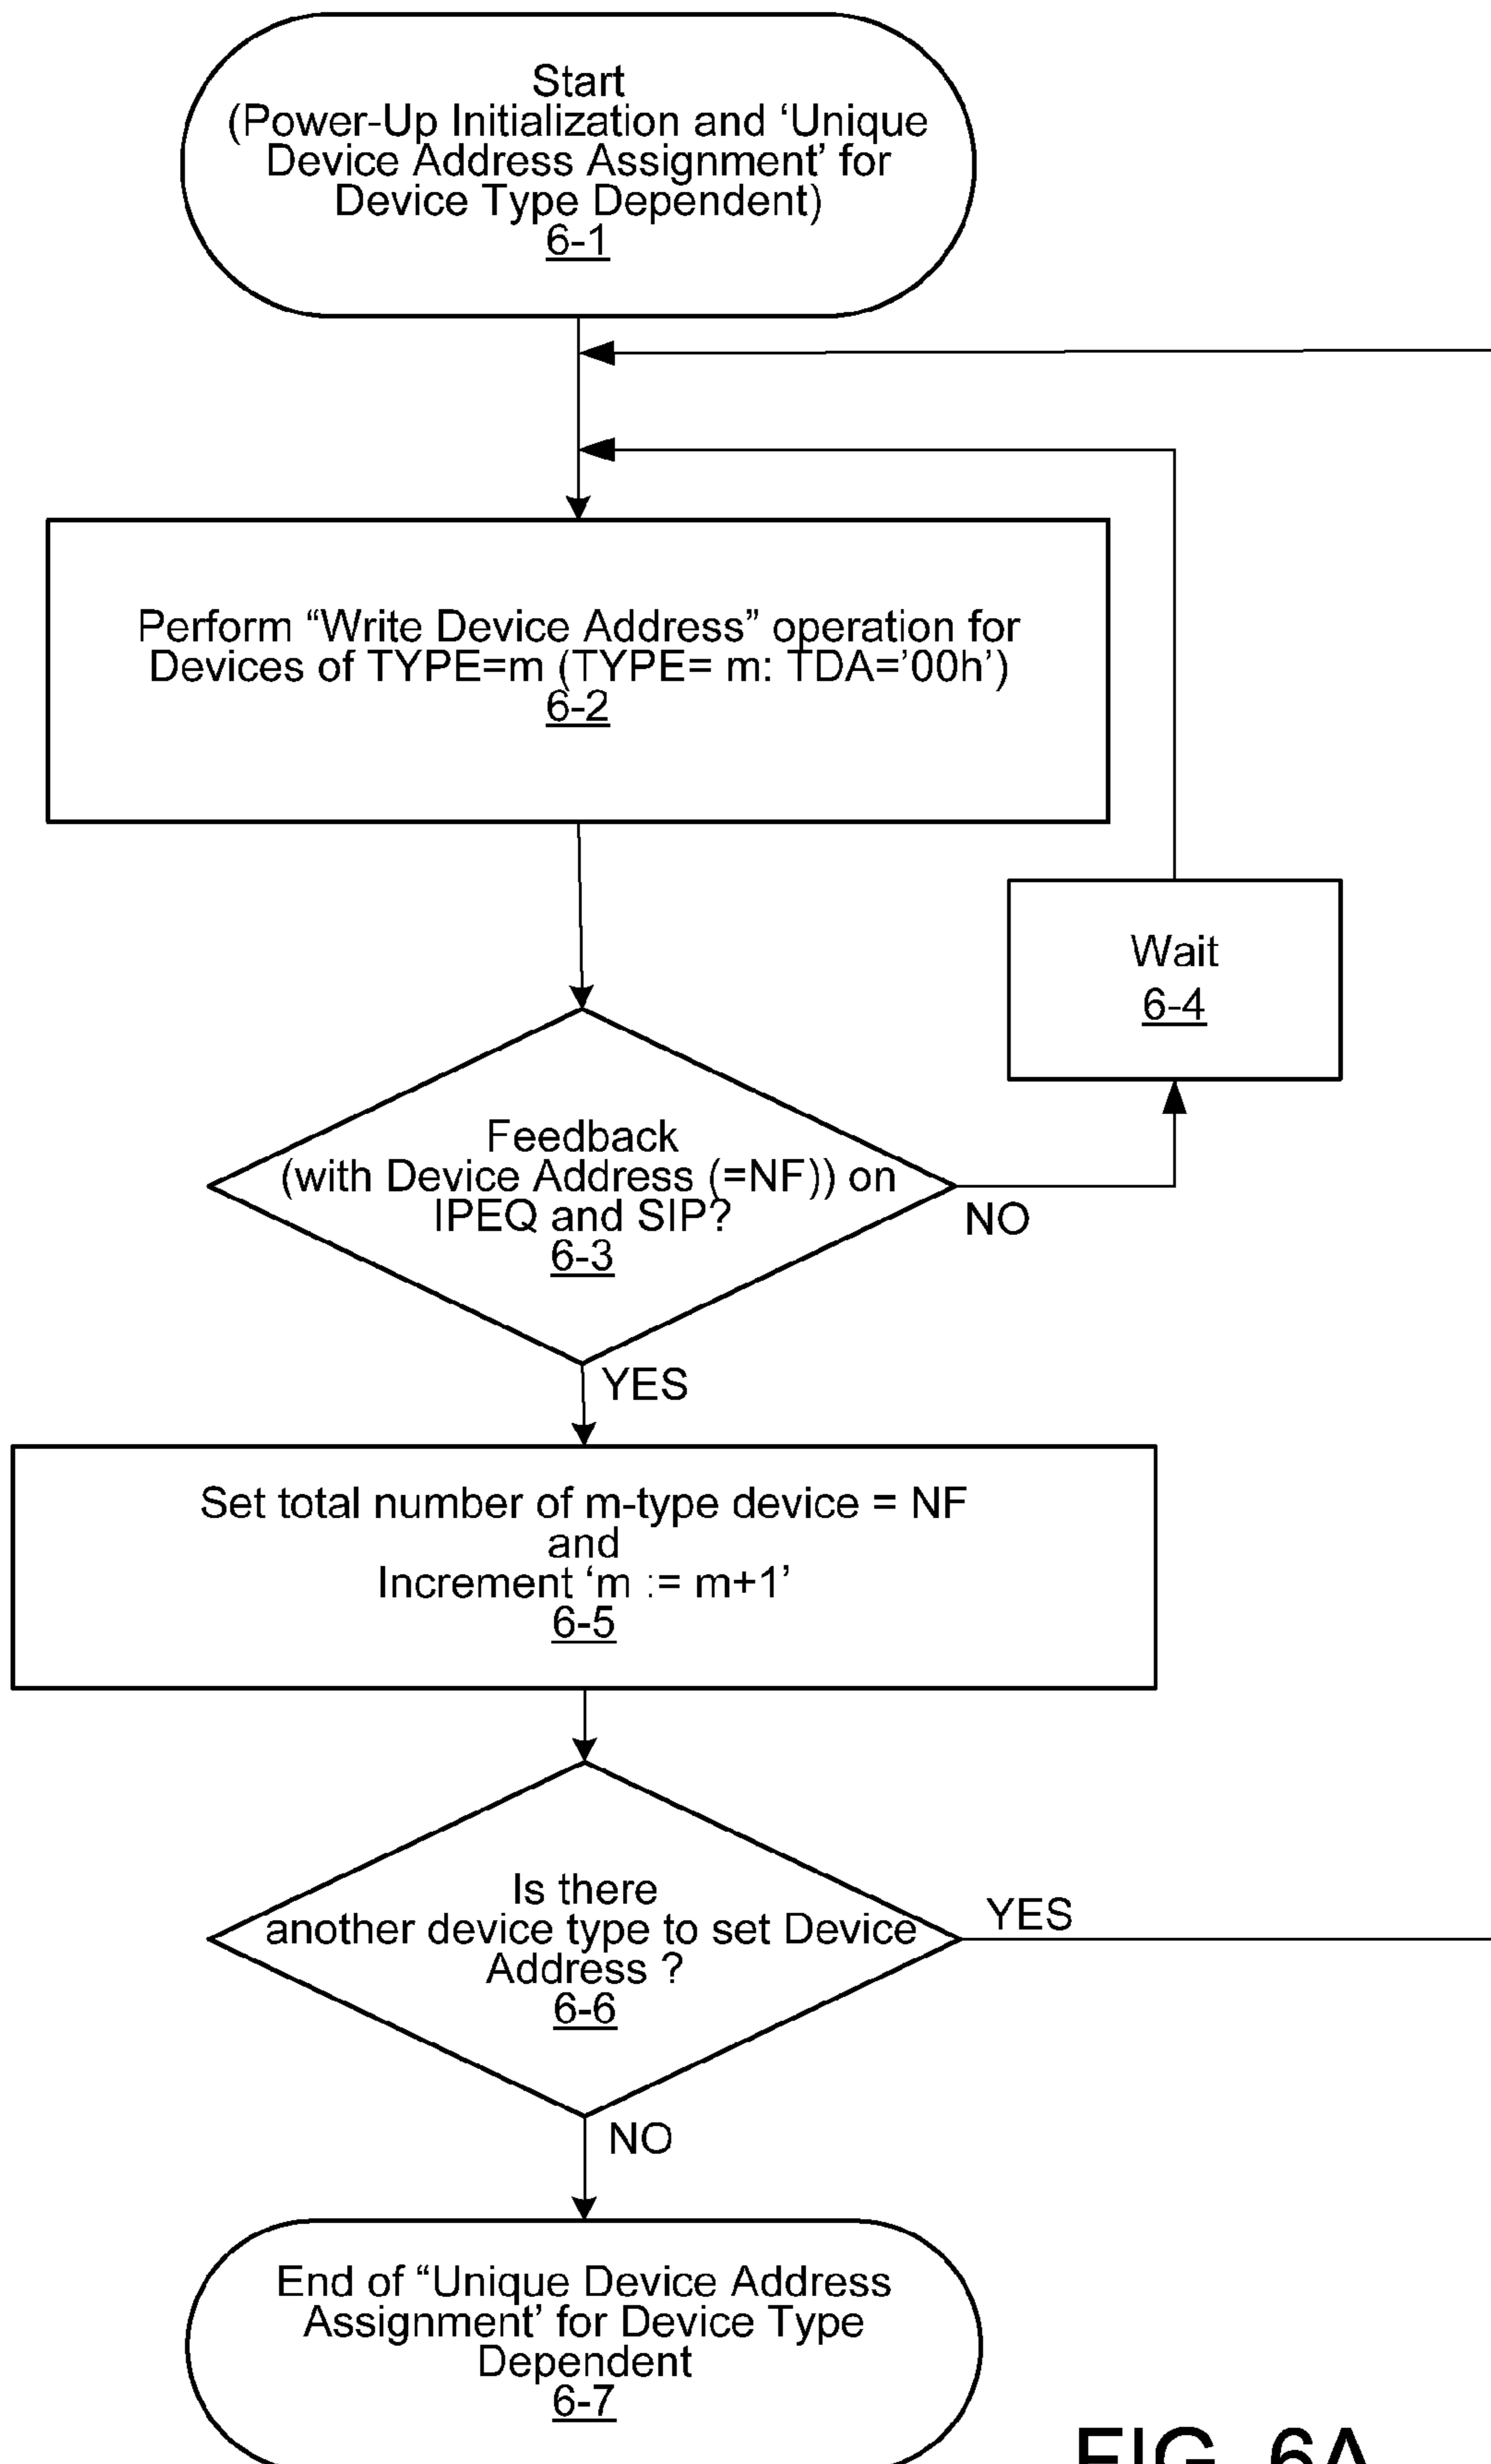 Start
(Power-Up Initialization and ‘Unique
Device Address Assignment’ for
Device Type Dependent)
6-1
Perform “Write Device Address” operation for
Devices of TYPE=m (TYPE= m: TDA=’00h’)
6-2
Wait
6-4
Feedback
(with Device Address (=NF)) on
IPEQ and SIP?
6-3
NO
YES
Set total number of m-type device = NF
and
Increment ‘m := m+1’
6-5
Is there
another device type to set Device
Address ?
6-6
YES
NO
End of “Unique Device Address
Assignment’ for Device Type
Dependent
6-7
FIG. 6A